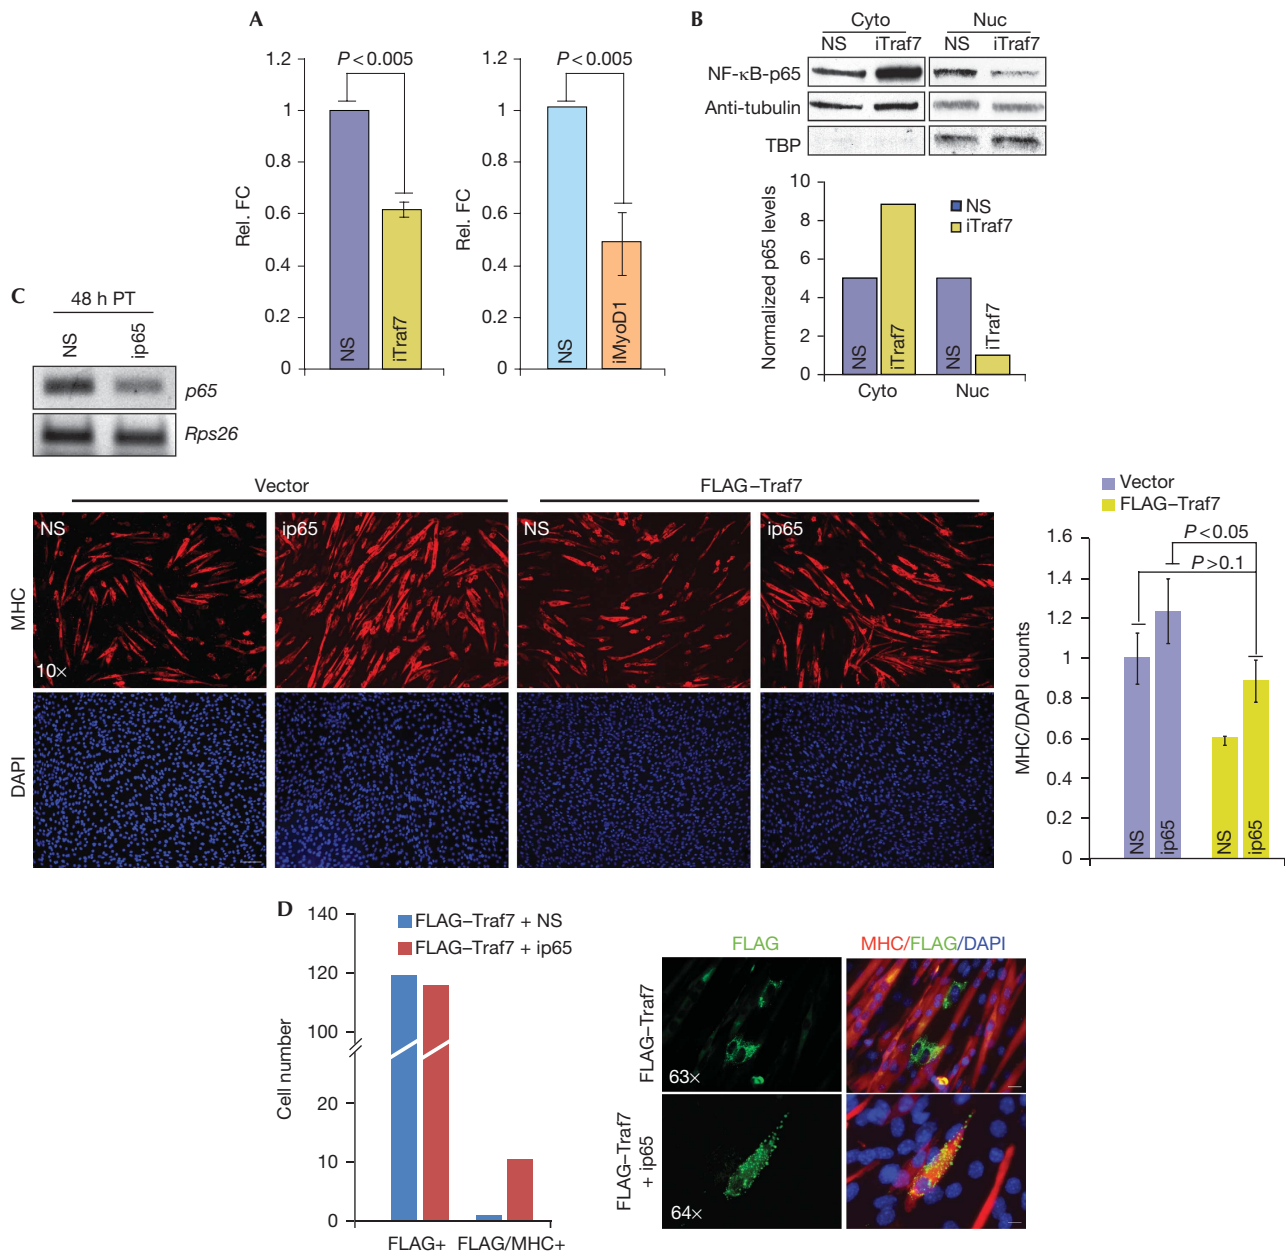 A
1.2
1
0.8
0.6
0.4
0.2
0
Rel. FC
P < 0.005
NS
iTraf7
1.2
1
0.8
0.6
0.4
0.2
0
Rel. FC
P < 0.005
NS
iMyoD1
B
Cyto Nuc
NS iTraf7 NS iTraf7
NF-κB-p65
Anti-tubulin
TBP
10
8
6
4
2
0
Normalized p65 levels
NS
iTraf7
NS
iTraf7
NS
iTraf7
Cyto Nuc
C
48 h PT
NS
ip65
p65
Rps26
Vector FLAG–Traf7
NS ip65 NS ip65
MHC
10×
DAPI
Vector
FLAG–Traf7
1.6
1.4
1.2
1
0.8
0.6
0.4
0.2
0
MHC/DAPI counts
P < 0.05
P > 0.1
NS
ip65
NS
ip65
D
140
120
100
20
10
0
Cell number
FLAG–Traf7 + NS
FLAG–Traf7 + ip65
FLAG+ FLAG/MHC+
FLAG MHC/FLAG/DAPI
FLAG–Traf7
63×
FLAG–Traf7
+ ip65
64×